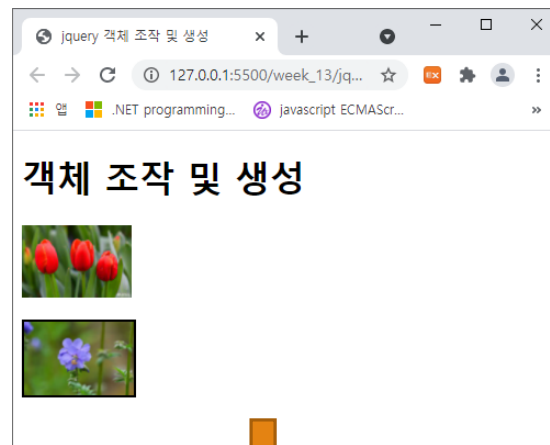 jquery 객체 조작 및 생성
127.0.0.1:5500/week_13/jq...
앱 .NET programming... javascript ECMAScr...
객체 조작 및 생성